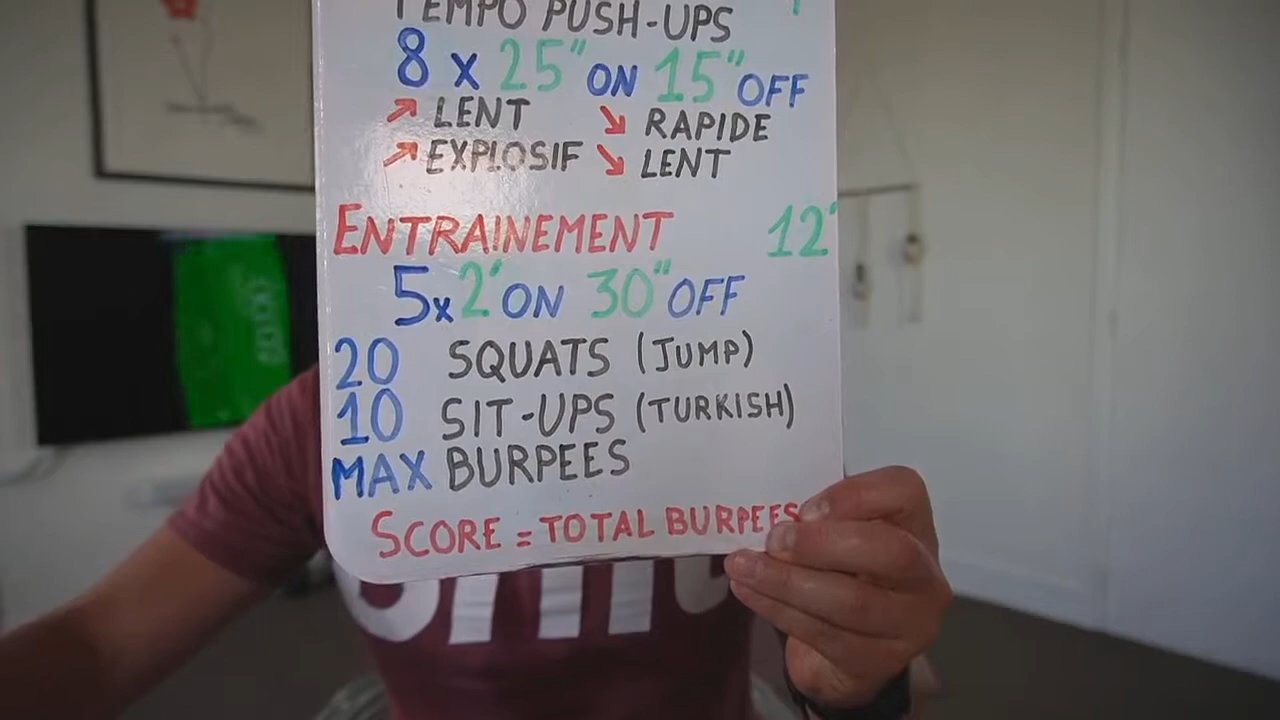 TEMPO PUSH-UPS
8 x 25" ON 15" OFF
↗ LENT ↘ RAPIDE
↗ EXPLOSIF ↘ LENT
ENTRAINEMENT 12'
5x 2' ON 30" OFF
20 SQUATS (JUMP)
10 SIT-UPS (TURKISH)
MAX BURPEES
SCORE = TOTAL BURPEES